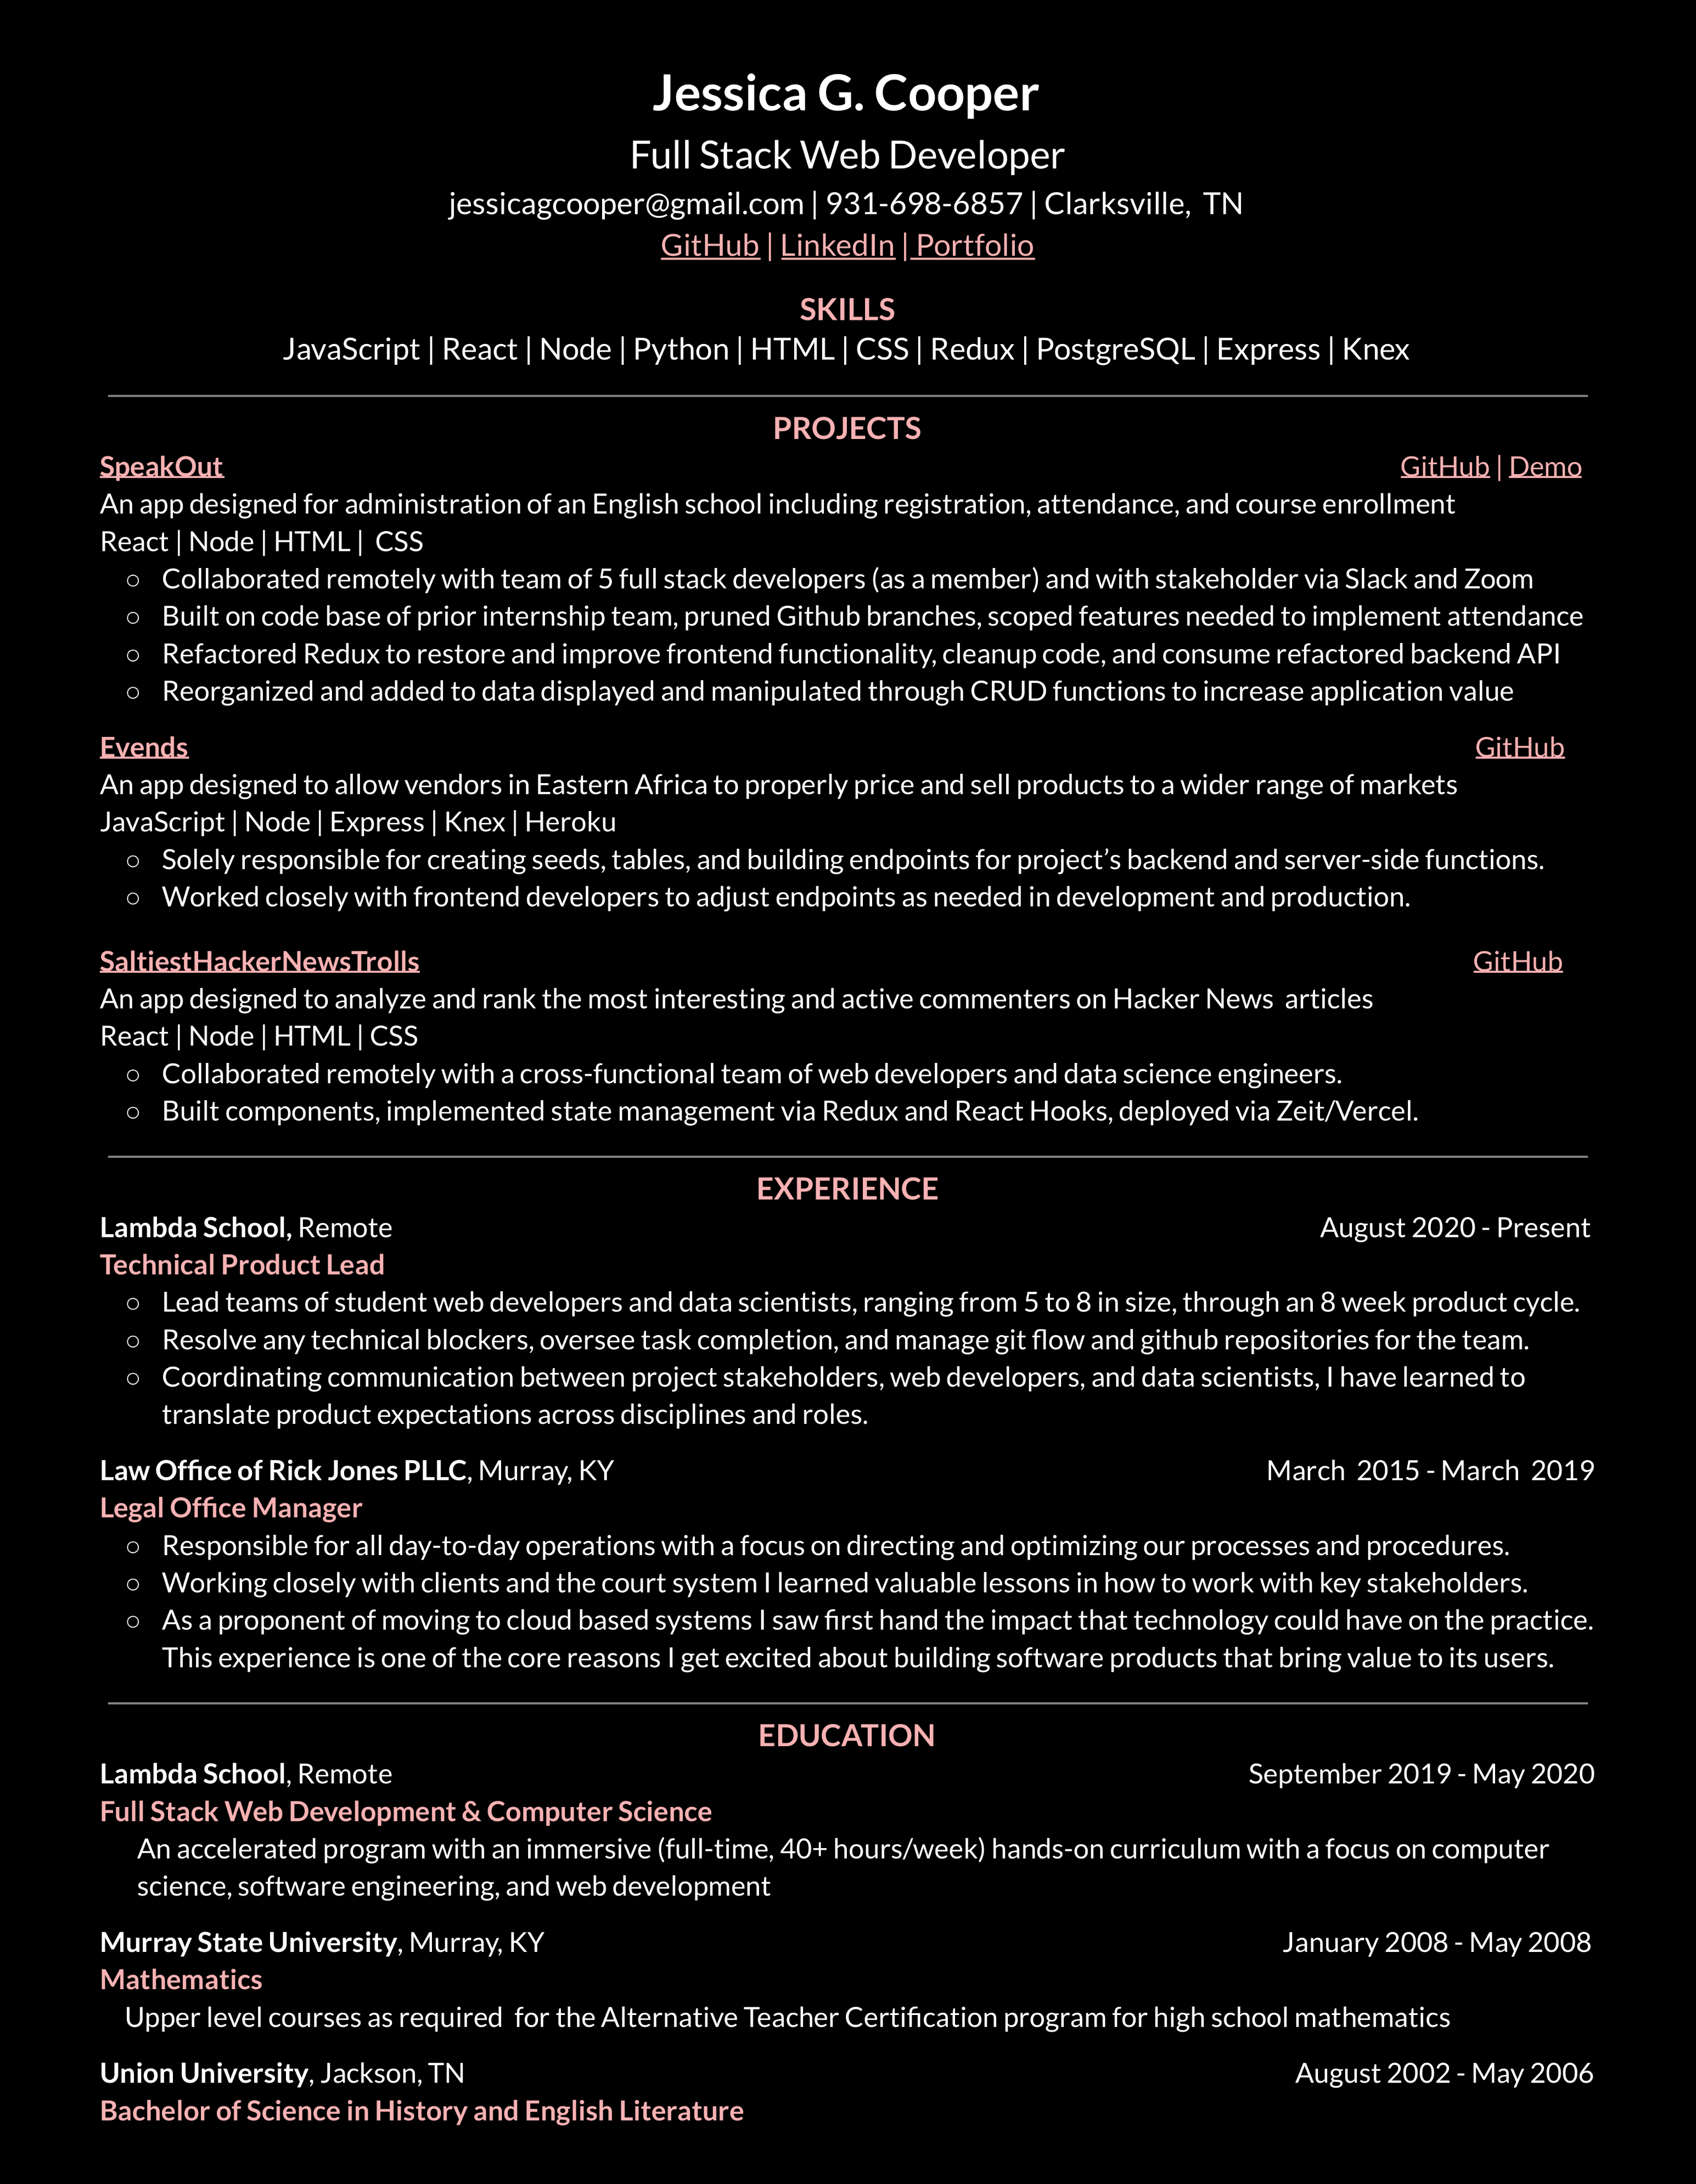 Jessica G. Cooper
Full Stack Web Developer
jessicagcooper@gmail.com | 931-698-6857 | Clarksville, TN
GitHub | LinkedIn | Portfolio
SKILLS
JavaScript | React | Node | Python | HTML | CSS | Redux | PostgreSQL | Express | Knex
PROJECTS
SpeakOut GitHub | Demo
An app designed for administration of an English school including registration, attendance, and course enrollment
React | Node | HTML | CSS
○ Collaborated remotely with team of 5 full stack developers (as a member) and with stakeholder via Slack and Zoom
○ Built on code base of prior internship team, pruned Github branches, scoped features needed to implement attendance
○ Refactored Redux to restore and improve frontend functionality, cleanup code, and consume refactored backend API
○ Reorganized and added to data displayed and manipulated through CRUD functions to increase application value
Evends GitHub
An app designed to allow vendors in Eastern Africa to properly price and sell products to a wider range of markets
JavaScript | Node | Express | Knex | Heroku
○ Solely responsible for creating seeds, tables, and building endpoints for project’s backend and server-side functions.
○ Worked closely with frontend developers to adjust endpoints as needed in development and production.
SaltiestHackerNewsTrolls GitHub
An app designed to analyze and rank the most interesting and active commenters on Hacker News articles
React | Node | HTML | CSS
○ Collaborated remotely with a cross-functional team of web developers and data science engineers.
○ Built components, implemented state management via Redux and React Hooks, deployed via Zeit/Vercel.
EXPERIENCE
Lambda School, Remote August 2020 - Present
Technical Product Lead
○ Lead teams of student web developers and data scientists, ranging from 5 to 8 in size, through an 8 week product cycle.
○ Resolve any technical blockers, oversee task completion, and manage git flow and github repositories for the team.
○ Coordinating communication between project stakeholders, web developers, and data scientists, I have learned to
translate product expectations across disciplines and roles.
Law Office of Rick Jones PLLC, Murray, KY March 2015 - March 2019
Legal Office Manager
○ Responsible for all day-to-day operations with a focus on directing and optimizing our processes and procedures.
○ Working closely with clients and the court system I learned valuable lessons in how to work with key stakeholders.
○ As a proponent of moving to cloud based systems I saw first hand the impact that technology could have on the practice.
This experience is one of the core reasons I get excited about building software products that bring value to its users.
EDUCATION
Lambda School, Remote September 2019 - May 2020
Full Stack Web Development & Computer Science
An accelerated program with an immersive (full-time, 40+ hours/week) hands-on curriculum with a focus on computer
science, software engineering, and web development
Murray State University, Murray, KY January 2008 - May 2008
Mathematics
Upper level courses as required for the Alternative Teacher Certification program for high school mathematics
Union University, Jackson, TN August 2002 - May 2006
Bachelor of Science in History and English Literature